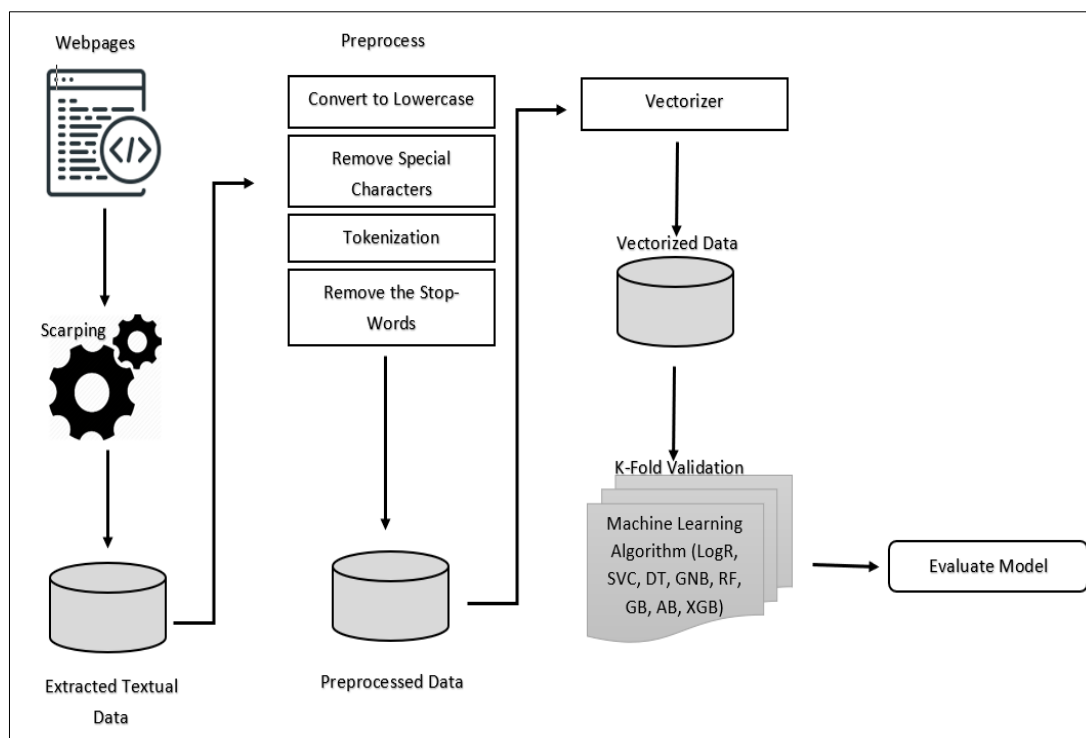 Webpages
</>
Scarping
Extracted Textual
Data
Preprocess
Convert to Lowercase
Remove Special
Characters
Tokenization
Remove the Stop-
Words
Preprocessed Data
Vectorizer
Vectorized Data
K-Fold Validation
Machine Learning
Algorithm (LogR,
SVC, DT, GNB, RF,
GB, AB, XGB)
Evaluate Model